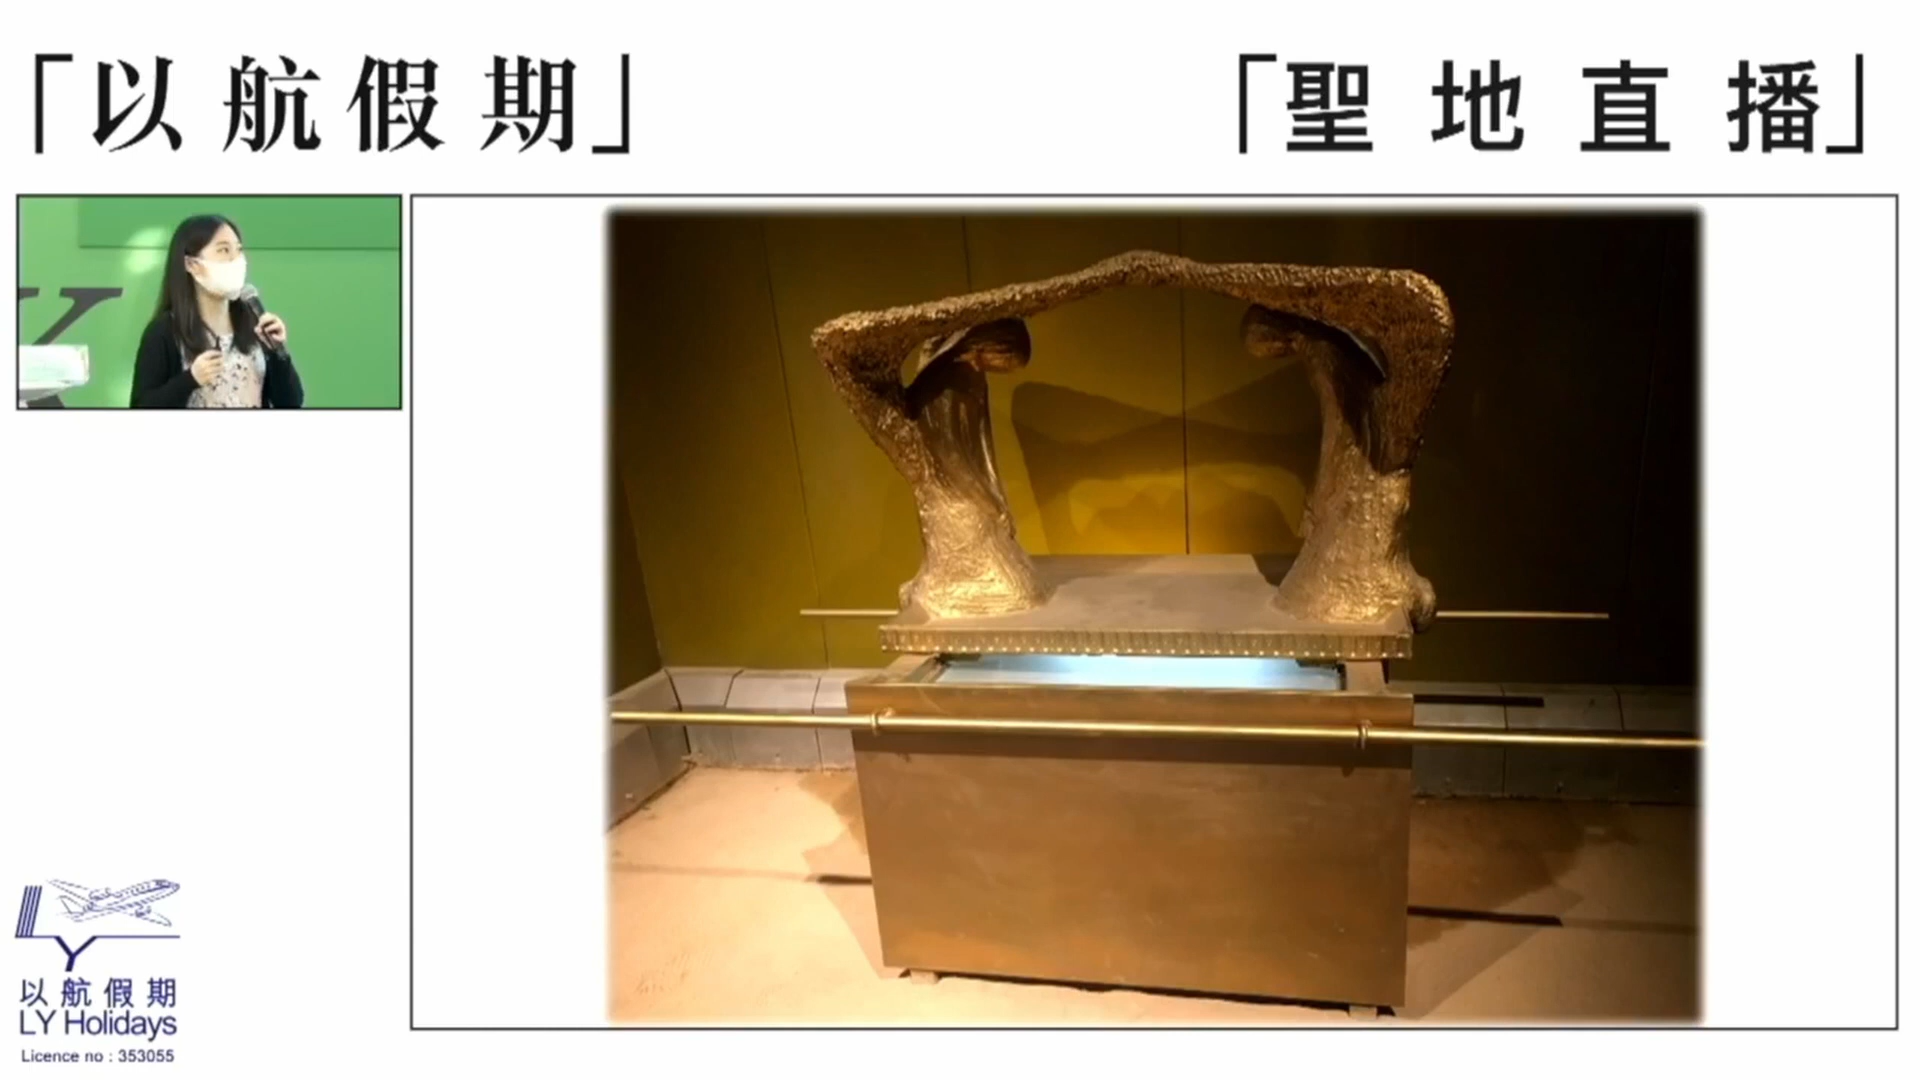 「以航假期」
「聖地直播」
Y
以航假期
LY Holidays
Licence no : 353055